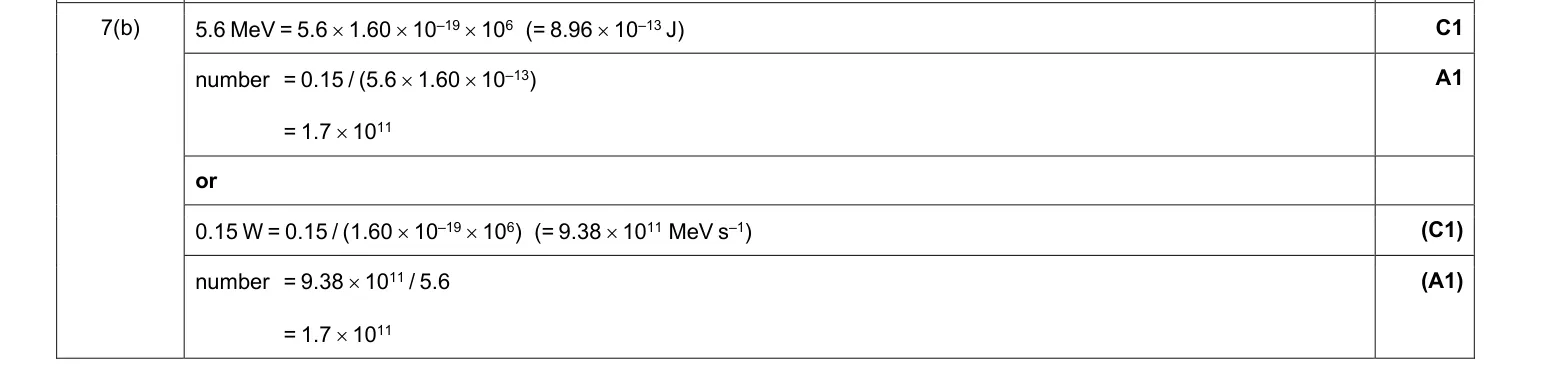 7(b) 5.6 MeV = 5.6 × 1.60 × 10⁻¹⁹ × 10⁶ (= 8.96 × 10⁻¹³ J) C1
number = 0.15 / (5.6 × 1.60 × 10⁻¹³) A1
= 1.7 × 10¹¹
or
0.15 W = 0.15 / (1.60 × 10⁻¹⁹ × 10⁶) (= 9.38 × 10¹¹ MeV s⁻¹) (C1)
number = 9.38 × 10¹¹ / 5.6 (A1)
= 1.7 × 10¹¹